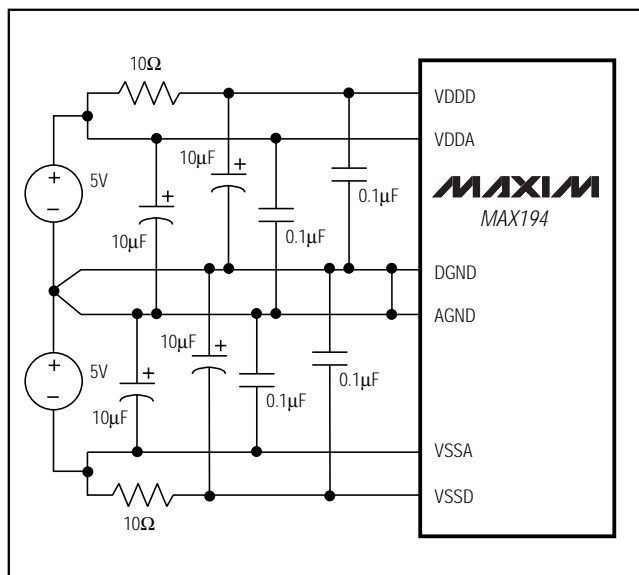 10Ω
VDDD
VDDA
10μF
+
+
5V
−
+
0.1μF
MAXIM
MAX194
10μF
0.1μF
DGND
AGND
10μF
+
+
+
5V
−
0.1μF
0.1μF
10μF
VSSA
VSSD
10Ω